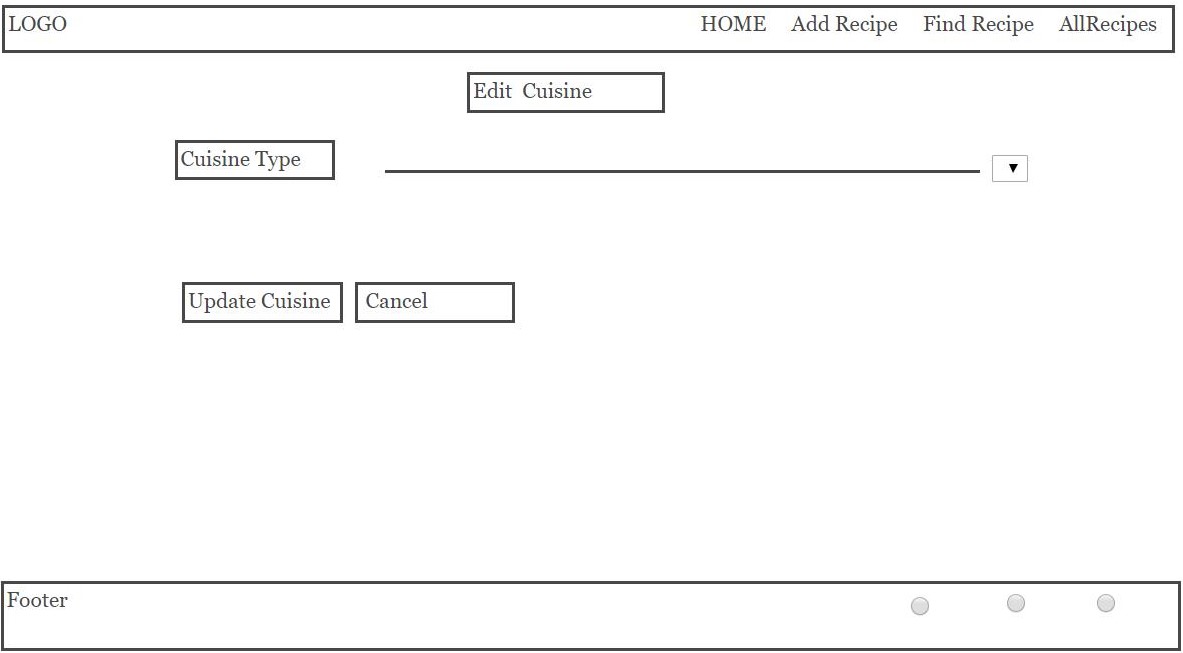 LOGO HOME Add Recipe Find Recipe AllRecipes
Edit Cuisine
Cuisine Type
Update Cuisine Cancel
Footer